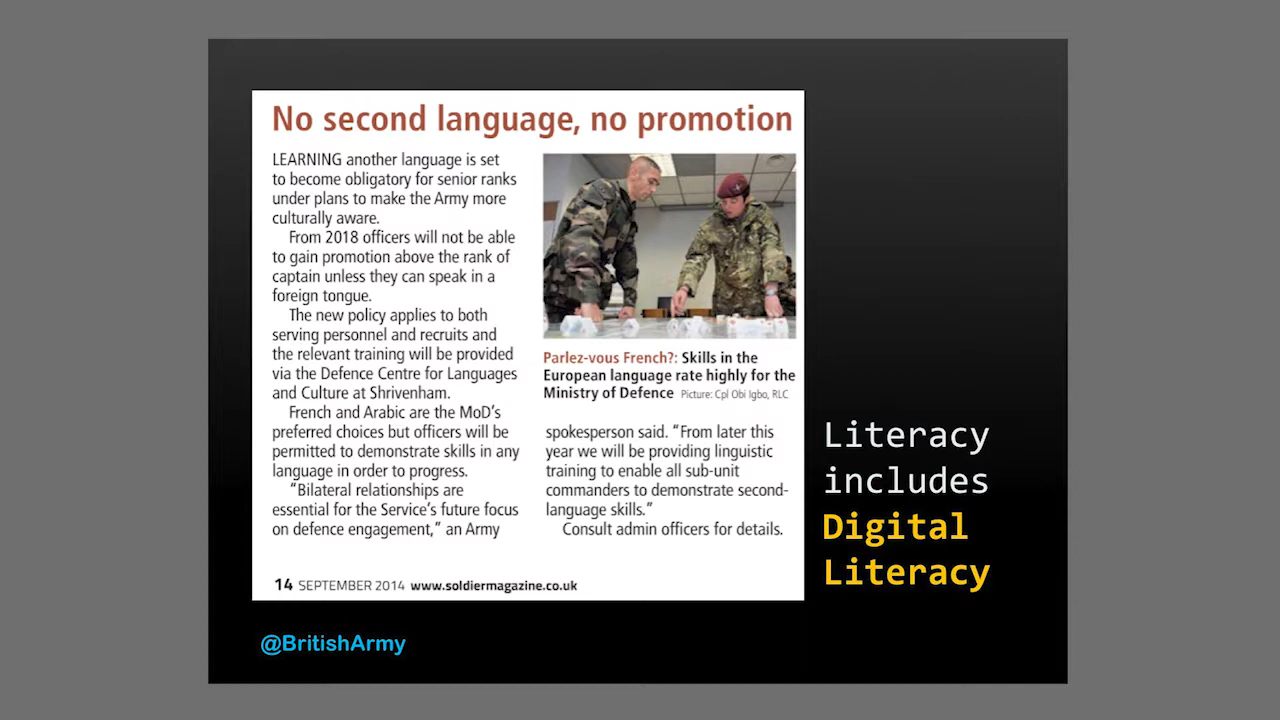 No second language, no promotion
LEARNING another language is set
to become obligatory for senior ranks
under plans to make the Army more
culturally aware.
From 2018 officers will not be able
to gain promotion above the rank of
captain unless they can speak in a
foreign tongue.
The new policy applies to both
serving personnel and recruits and
the relevant training will be provided
via the Defence Centre for Languages
and Culture at Shrivenham.
French and Arabic are the MoD's
preferred choices but officers will be
permitted to demonstrate skills in any
language in order to progress.
"Bilateral relationships are
essential for the Service's future focus
on defence engagement," an Army
Parlez-vous French?: Skills in the
European language rate highly for the
Ministry of Defence Picture: Cpl Obi Igbo, RLC
spokesperson said. "From later this
year we will be providing linguistic
training to enable all sub-unit
commanders to demonstrate second-
language skills."
Consult admin officers for details.
14 SEPTEMBER 2014 www.soldiermagazine.co.uk
Literacy
includes
Digital
Literacy
@BritishArmy